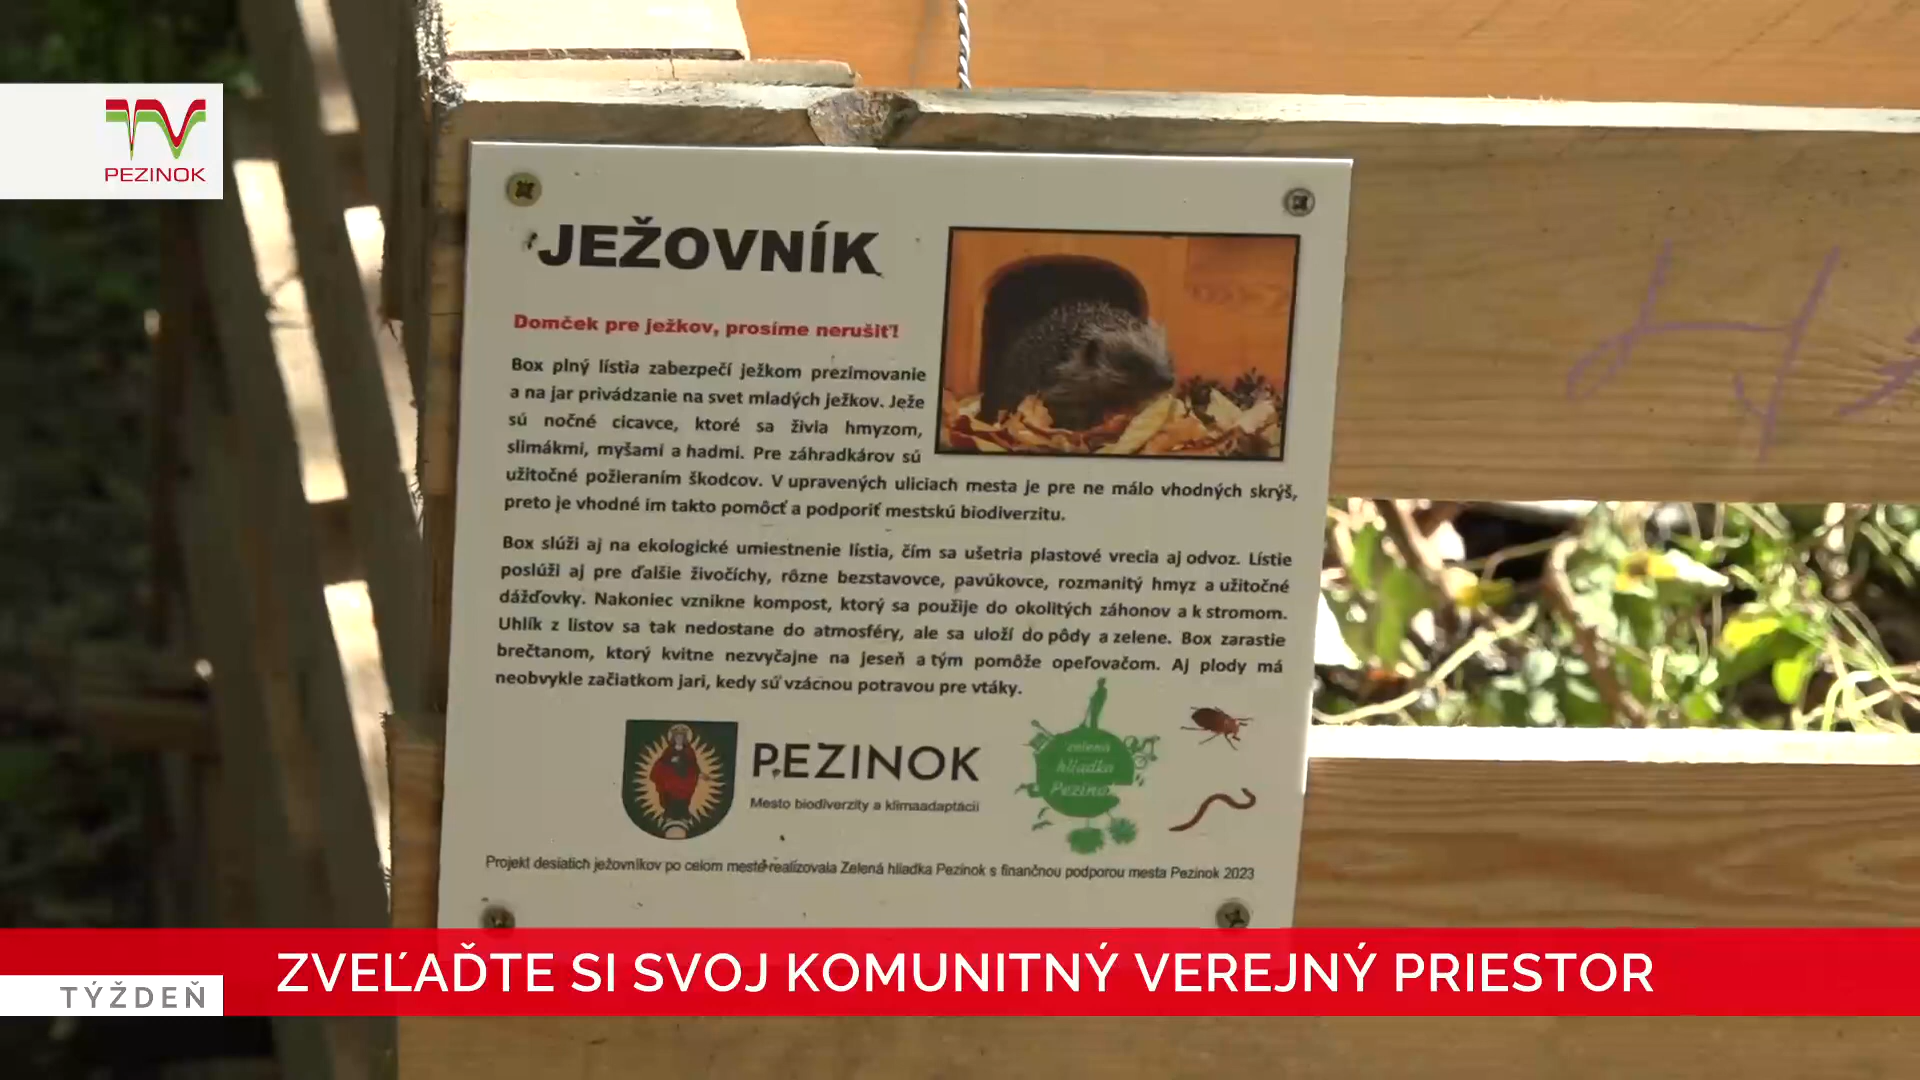 TV
PEZINOK
JEŽOVNÍK
Domček pre ježkov, prosíme nerušiť!
Box plný lístia zabezpečí ježkom prezimovanie
a na jar privádzanie na svet mladých ježkov. Ježe
sú nočné cicavce, ktoré sa živia hmyzom,
slimákmi, myšami a hadmi. Pre záhradkárov sú
užitočné požieraním škodcov. V upravených uliciach mesta je pre ne málo vhodných skrýš,
preto je vhodné im takto pomôcť a podporiť mestskú biodiverzitu.
Box slúži aj na ekologické umiestnenie lístia, čím sa ušetria plastové vrecia aj odvoz. Lístie
poslúži aj pre ďalšie živočíchy, rôzne bezstavovce, pavúkovce, rozmanitý hmyz a užitočné
dážďovky. Nakoniec vznikne kompost, ktorý sa použije do okolitých záhonov a k stromom.
Uhlík z listov sa tak nedostane do atmosféry, ale sa uloží do pôdy a zelene. Box zarastie
brečtanom, ktorý kvitne nezvyčajne na jeseň a tým pomôže opeľovačom. Aj plody má
neobvykle začiatkom jari, kedy sú vzácnou potravou pre vtáky.
PEZINOK
Mesto biodiverzity a klimaadaptácií
zelená
hliadka
Pezinok
Projekt desiatich ježovníkov po celom meste realizovala Zelená hliadka Pezinok s finančnou podporou mesta Pezinok 2023
ZVEĽAĎTE SI SVOJ KOMUNITNÝ VEREJNÝ PRIESTOR
TÝŽDEŇ